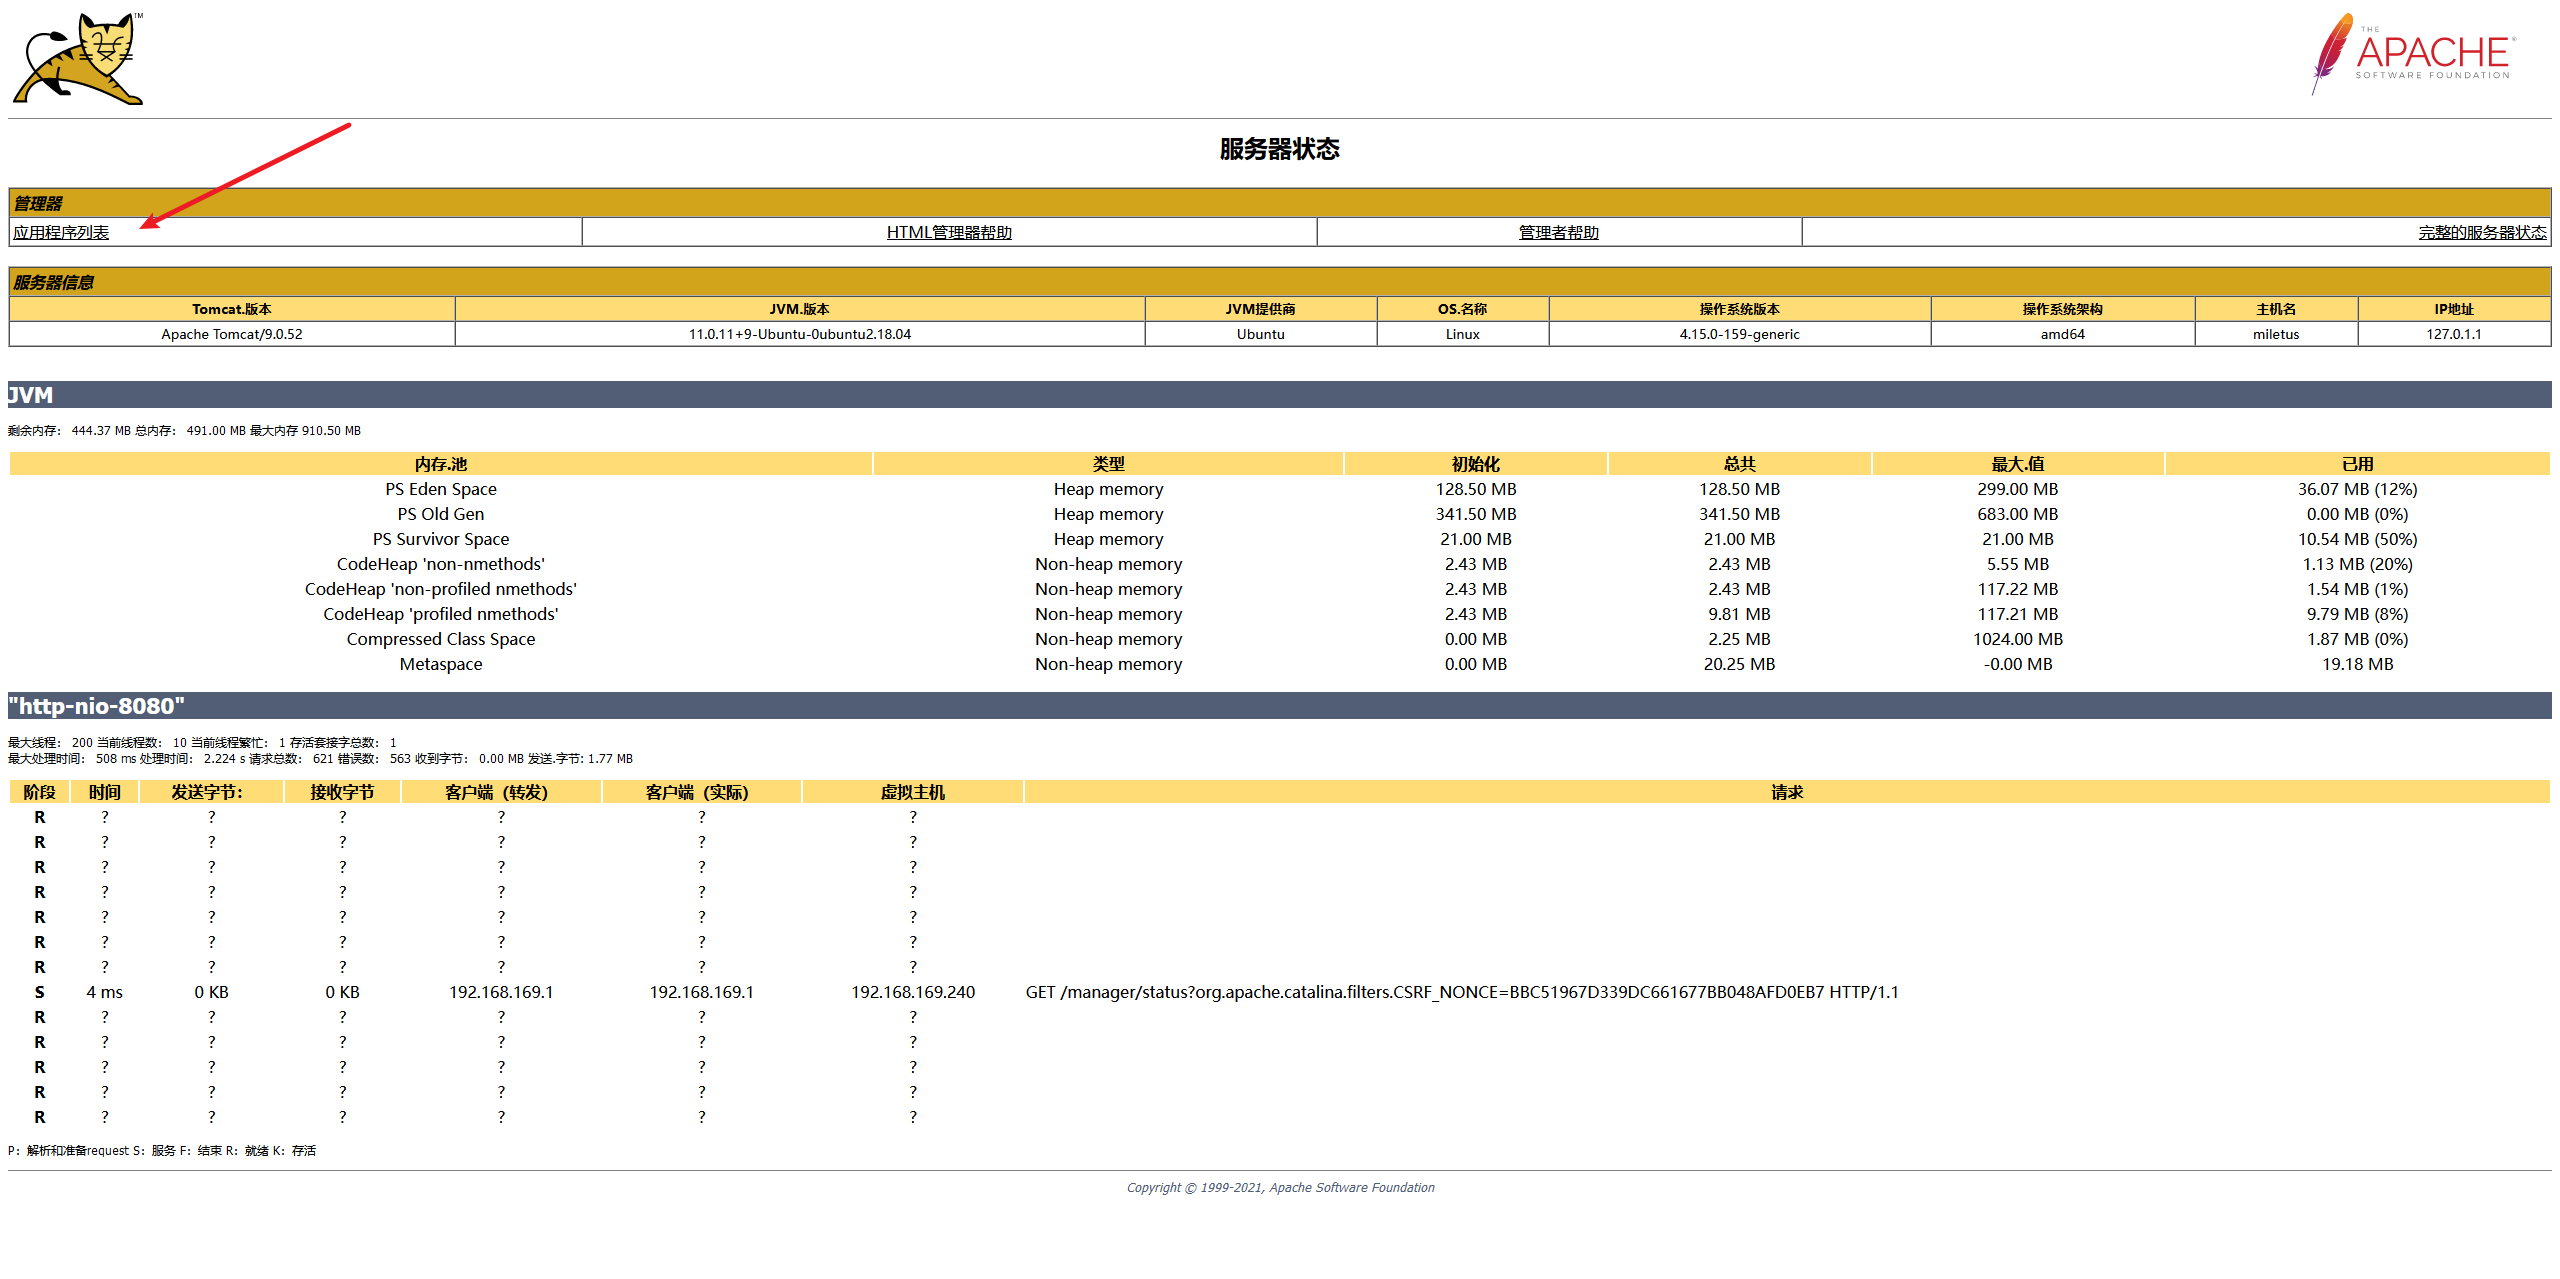 TM
THE
APACHE®
SOFTWARE FOUNDATION
服务器状态
管理器
应用程序列表 HTML管理器帮助 管理者帮助 完整的服务器状态
服务器信息
Tomcat.版本 JVM.版本 JVM提供商 OS.名称 操作系统版本 操作系统架构 主机名 IP地址
Apache Tomcat/9.0.52 11.0.11+9-Ubuntu-0ubuntu2.18.04 Ubuntu Linux 4.15.0-159-generic amd64 miletus 127.0.1.1
JVM
剩余内存： 444.37 MB 总内存： 491.00 MB 最大内存 910.50 MB
内存.池 类型 初始化 总共 最大.值 已用
PS Eden Space Heap memory 128.50 MB 128.50 MB 299.00 MB 36.07 MB (12%)
PS Old Gen Heap memory 341.50 MB 341.50 MB 683.00 MB 0.00 MB (0%)
PS Survivor Space Heap memory 21.00 MB 21.00 MB 21.00 MB 10.54 MB (50%)
CodeHeap 'non-nmethods' Non-heap memory 2.43 MB 2.43 MB 5.55 MB 1.13 MB (20%)
CodeHeap 'non-profiled nmethods' Non-heap memory 2.43 MB 2.43 MB 117.22 MB 1.54 MB (1%)
CodeHeap 'profiled nmethods' Non-heap memory 2.43 MB 9.81 MB 117.21 MB 9.79 MB (8%)
Compressed Class Space Non-heap memory 0.00 MB 2.25 MB 1024.00 MB 1.87 MB (0%)
Metaspace Non-heap memory 0.00 MB 20.25 MB -0.00 MB 19.18 MB
"http-nio-8080"
最大线程： 200 当前线程数： 10 当前线程繁忙： 1 存活套接字总数： 1
最大处理时间： 508 ms 处理时间： 2.224 s 请求总数： 621 错误数： 563 收到字节： 0.00 MB 发送.字节: 1.77 MB
阶段 时间 发送字节： 接收字节 客户端（转发） 客户端（实际） 虚拟主机 请求
R ? ? ? ? ? ?
R ? ? ? ? ? ?
R ? ? ? ? ? ?
R ? ? ? ? ? ?
R ? ? ? ? ? ?
R ? ? ? ? ? ?
R ? ? ? ? ? ?
S 4 ms 0 KB 0 KB 192.168.169.1 192.168.169.1 192.168.169.240 GET /manager/status?org.apache.catalina.filters.CSRF_NONCE=BBC51967D339DC661677BB048AFD0EB7 HTTP/1.1
R ? ? ? ? ? ?
R ? ? ? ? ? ?
R ? ? ? ? ? ?
R ? ? ? ? ? ?
R ? ? ? ? ? ?
P：解析和准备request S：服务 F：结束 R：就绪 K：存活
Copyright © 1999-2021, Apache Software Foundation